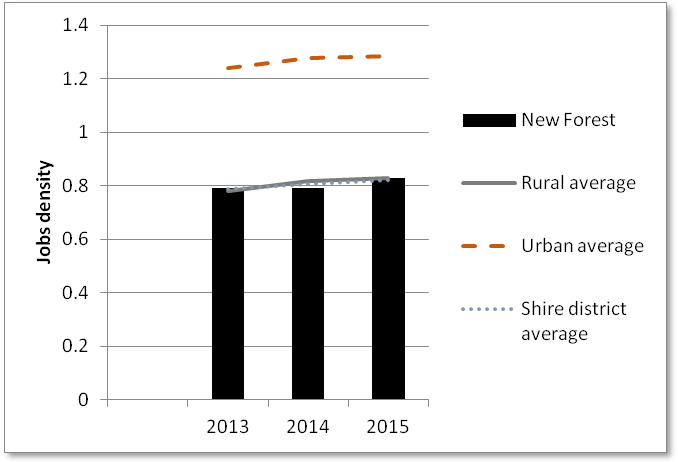 1.4
1.2
1
0.8
0.6
0.4
0.2
0
Jobs density
2013 2014 2015
New Forest
Rural average
Urban average
Shire district
average